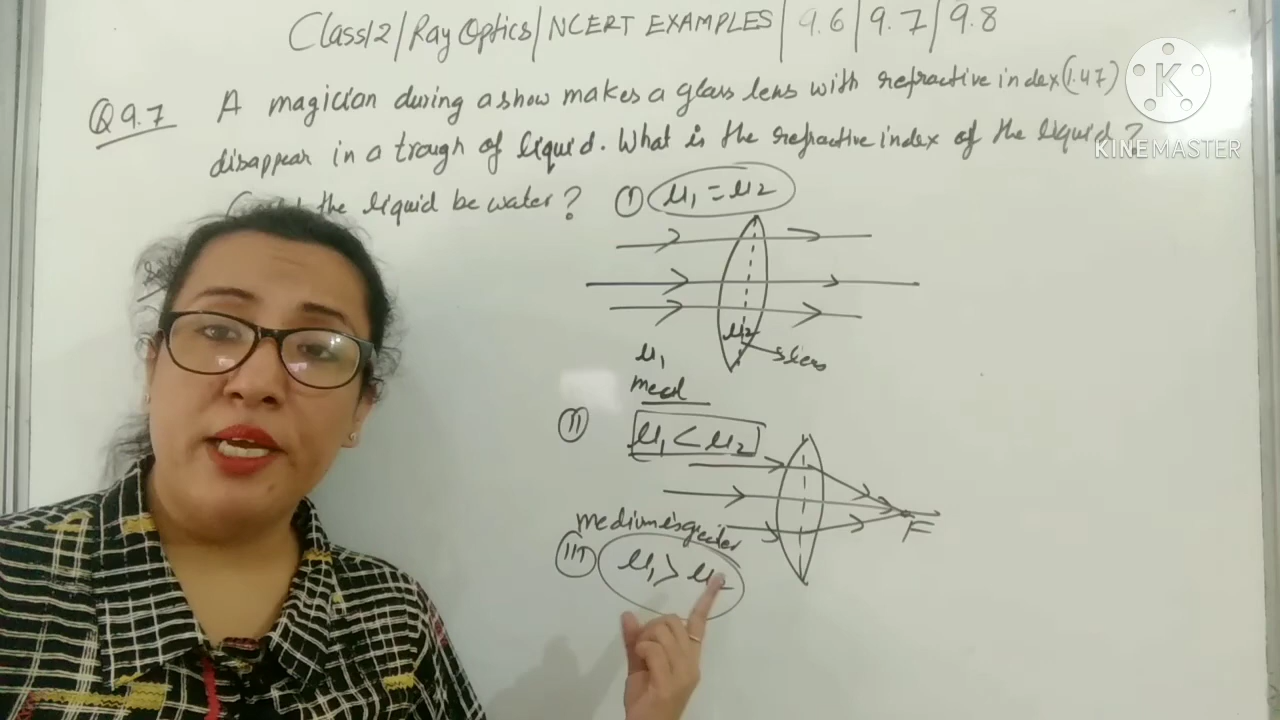 Class12/Ray Optics/NCERT EXAMPLES/9.6/9.7/9.8
Q 9.7 A magician during a show makes a glass lens with refractive index (1.47)
disappear in a trough of liquid. What is the refractive index of the liquid?
the liquid be water?
K
KINEMASTER
I μ1 = μ2
μ2
lens
μ1
med
II μ1 < μ2
F
medium is greater
III μ1 > μ2